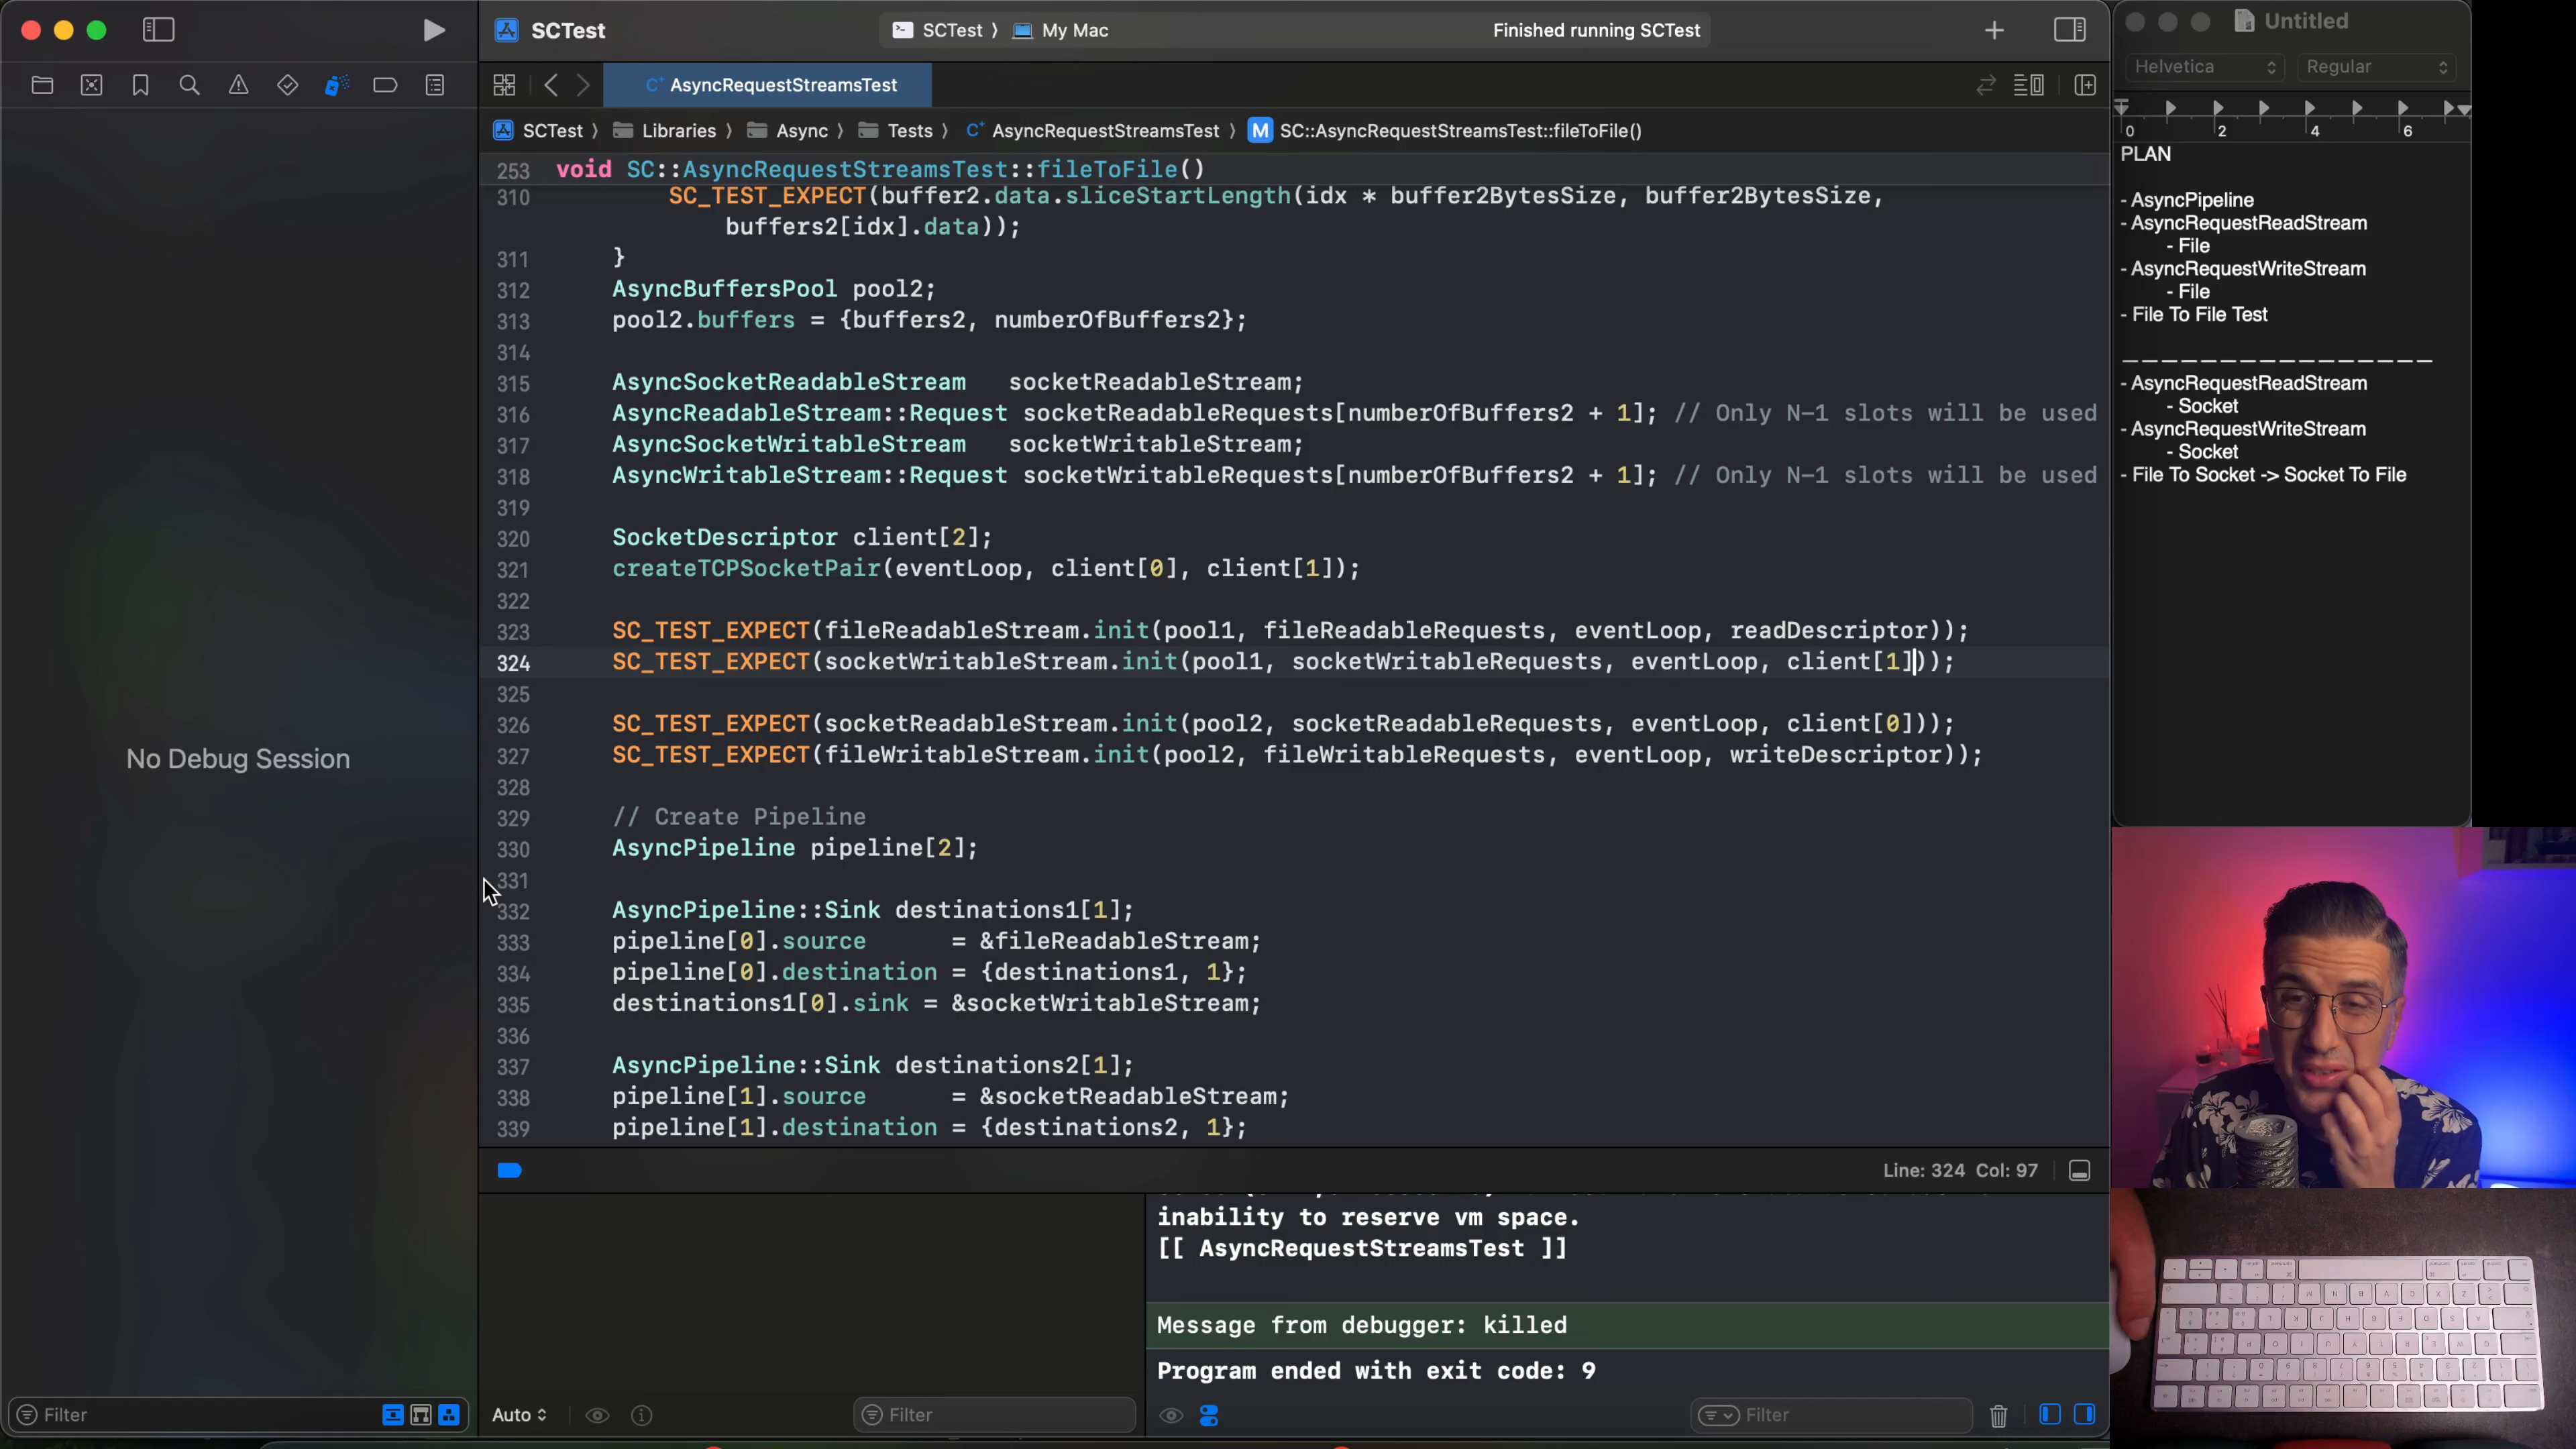 SCTest
SCTest 〉 My Mac
Finished running SCTest
AsyncRequestStreamsTest
SCTest 〉 Libraries 〉 Async 〉 Tests 〉 AsyncRequestStreamsTest 〉 M SC::AsyncRequestStreamsTest::fileToFile()
253 void SC::AsyncRequestStreamsTest::fileToFile()
310 SC_TEST_EXPECT(buffer2.data.sliceStartLength(idx * buffer2BytesSize, buffer2BytesSize,
buffers2[idx].data));
311 }
312 AsyncBuffersPool pool2;
313 pool2.buffers = {buffers2, numberOfBuffers2};
314
315 AsyncSocketReadableStream socketReadableStream;
316 AsyncReadableStream::Request socketReadableRequests[numberOfBuffers2 + 1]; // Only N-1 slots will be used
317 AsyncSocketWritableStream socketWritableStream;
318 AsyncWritableStream::Request socketWritableRequests[numberOfBuffers2 + 1]; // Only N-1 slots will be used
319
320 SocketDescriptor client[2];
321 createTCPSocketPair(eventLoop, client[0], client[1]);
322
323 SC_TEST_EXPECT(fileReadableStream.init(pool1, fileReadableRequests, eventLoop, readDescriptor));
324 SC_TEST_EXPECT(socketWritableStream.init(pool1, socketWritableRequests, eventLoop, client[1]));
325
326 SC_TEST_EXPECT(socketReadableStream.init(pool2, socketReadableRequests, eventLoop, client[0]));
327 SC_TEST_EXPECT(fileWritableStream.init(pool2, fileWritableRequests, eventLoop, writeDescriptor));
328
329 // Create Pipeline
330 AsyncPipeline pipeline[2];
331
332 AsyncPipeline::Sink destinations1[1];
333 pipeline[0].source = &fileReadableStream;
334 pipeline[0].destination = {destinations1, 1};
335 destinations1[0].sink = &socketWritableStream;
336
337 AsyncPipeline::Sink destinations2[1];
338 pipeline[1].source = &socketReadableStream;
339 pipeline[1].destination = {destinations2, 1};
No Debug Session
Line: 324 Col: 97
inability to reserve vm space.
[[ AsyncRequestStreamsTest ]]
Message from debugger: killed
Program ended with exit code: 9
Filter
Auto
Filter
Filter
Untitled
Helvetica
Regular
0 2 4 6
PLAN
- AsyncPipeline
- AsyncRequestReadStream
- File
- AsyncRequestWriteStream
- File
- File To File Test
________________
- AsyncRequestReadStream
- Socket
- AsyncRequestWriteStream
- Socket
- File To Socket -> Socket To File